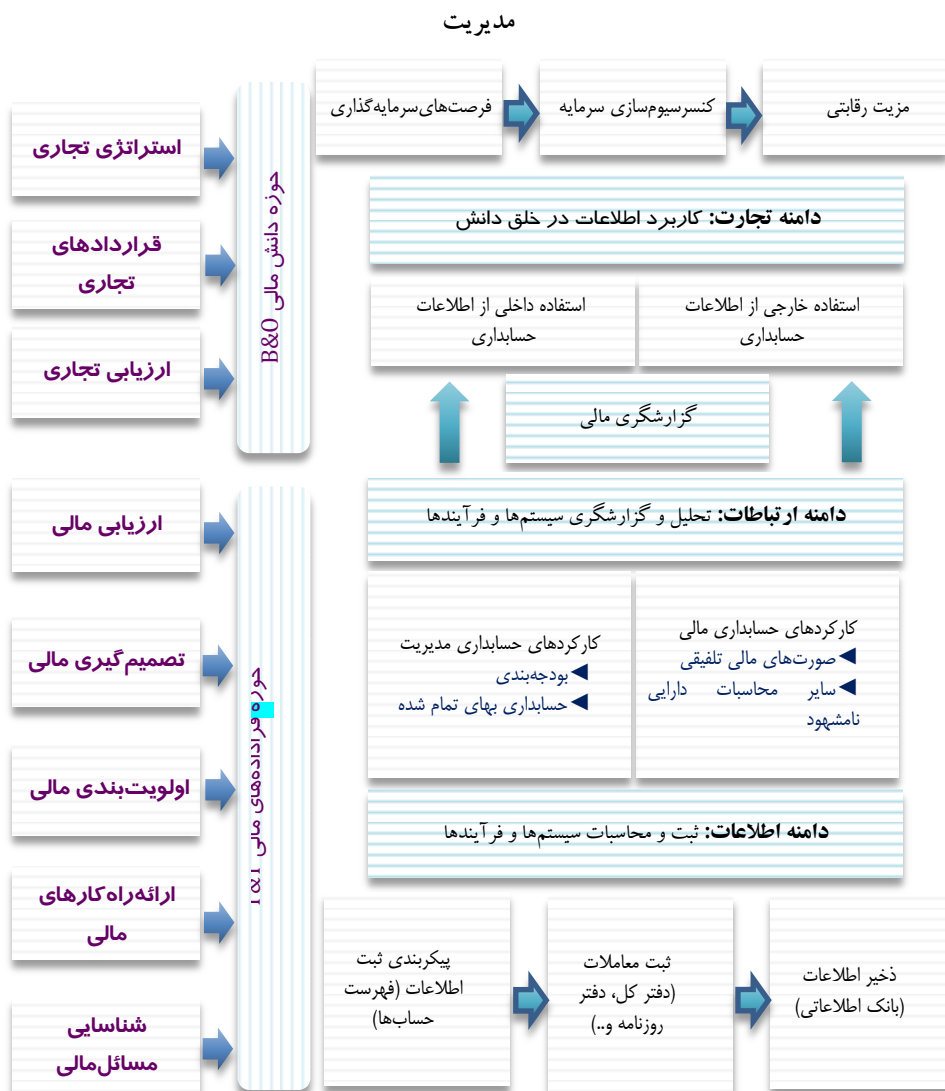 مدیریت
فرصت‌های‌سرمایه‌گذاری
کنسرسیوم‌سازی سرمایه
مزیت رقابتی
استراتژی تجاری
قراردادهای
تجاری
ارزیابی تجاری
حوزه دانش مالی B&O
دامنه تجارت: کاربرد اطلاعات در خلق دانش
استفاده خارجی از اطلاعات
حسابداری
استفاده داخلی از اطلاعات
حسابداری
گزارشگری مالی
دامنه ارتباطات: تحلیل و گزارشگری سیستم‌ها و فرآیندها
کارکردهای حسابداری مالی
◄صورت‌های مالی تلفیقی
◄سایر محاسبات دارایی
نامشهود
کارکردهای حسابداری مدیریت
◄بودجه‌بندی
◄حسابداری بهای تمام شده
دامنه اطلاعات: ثبت و محاسبات سیستم‌ها و فرآیندها
ارزیابی مالی
تصمیم‌گیری مالی
اولویت‌بندی مالی
ارائه‌راه‌کارهای
مالی
شناسایی
مسائل‌مالی
حوزه فراداده‌های مالی
پیکربندی ثبت
اطلاعات (فهرست
حساب‌ها)
ثبت معاملات
(دفتر کل، دفتر
روزنامه و..)
ذخیر اطلاعات
(بانک اطلاعاتی)